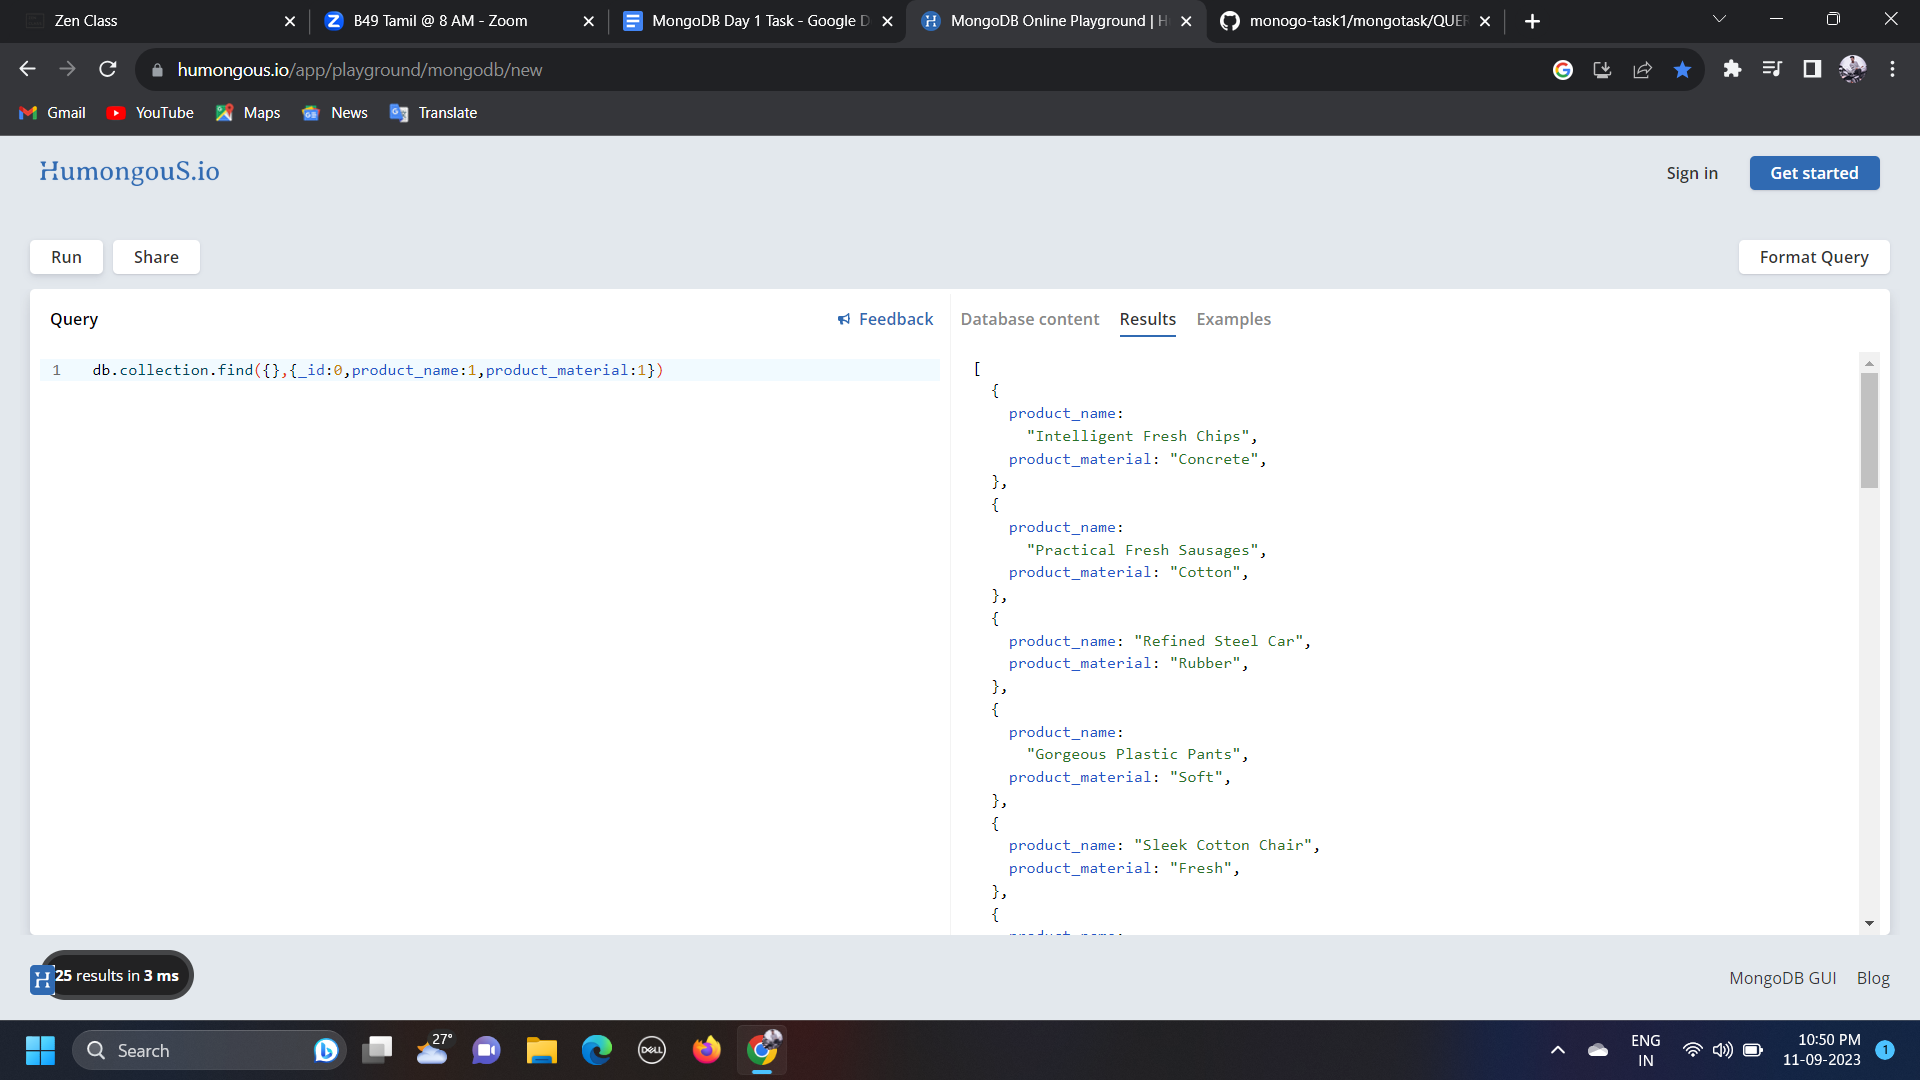 Zen Class
B49 Tamil @ 8 AM - Zoom
MongoDB Day 1 Task - Google D
MongoDB Online Playground | H
monogo-task1/mongotask/QUER
humongous.io/app/playground/mongodb/new
Gmail
YouTube
Maps
News
Translate
HumongouS.io
Sign in
Get started
Run
Share
Format Query
Query
Feedback
Database content
Results
Examples
1 db.collection.find({},{_id:0,product_name:1,product_material:1})
[
{
product_name:
"Intelligent Fresh Chips",
product_material: "Concrete",
},
{
product_name:
"Practical Fresh Sausages",
product_material: "Cotton",
},
{
product_name: "Refined Steel Car",
product_material: "Rubber",
},
{
product_name:
"Gorgeous Plastic Pants",
product_material: "Soft",
},
{
product_name: "Sleek Cotton Chair",
product_material: "Fresh",
},
{
product_name:
25 results in 3 ms
MongoDB GUI
Blog
Search
27°
DELL
ENG
IN
10:50 PM
11-09-2023
1